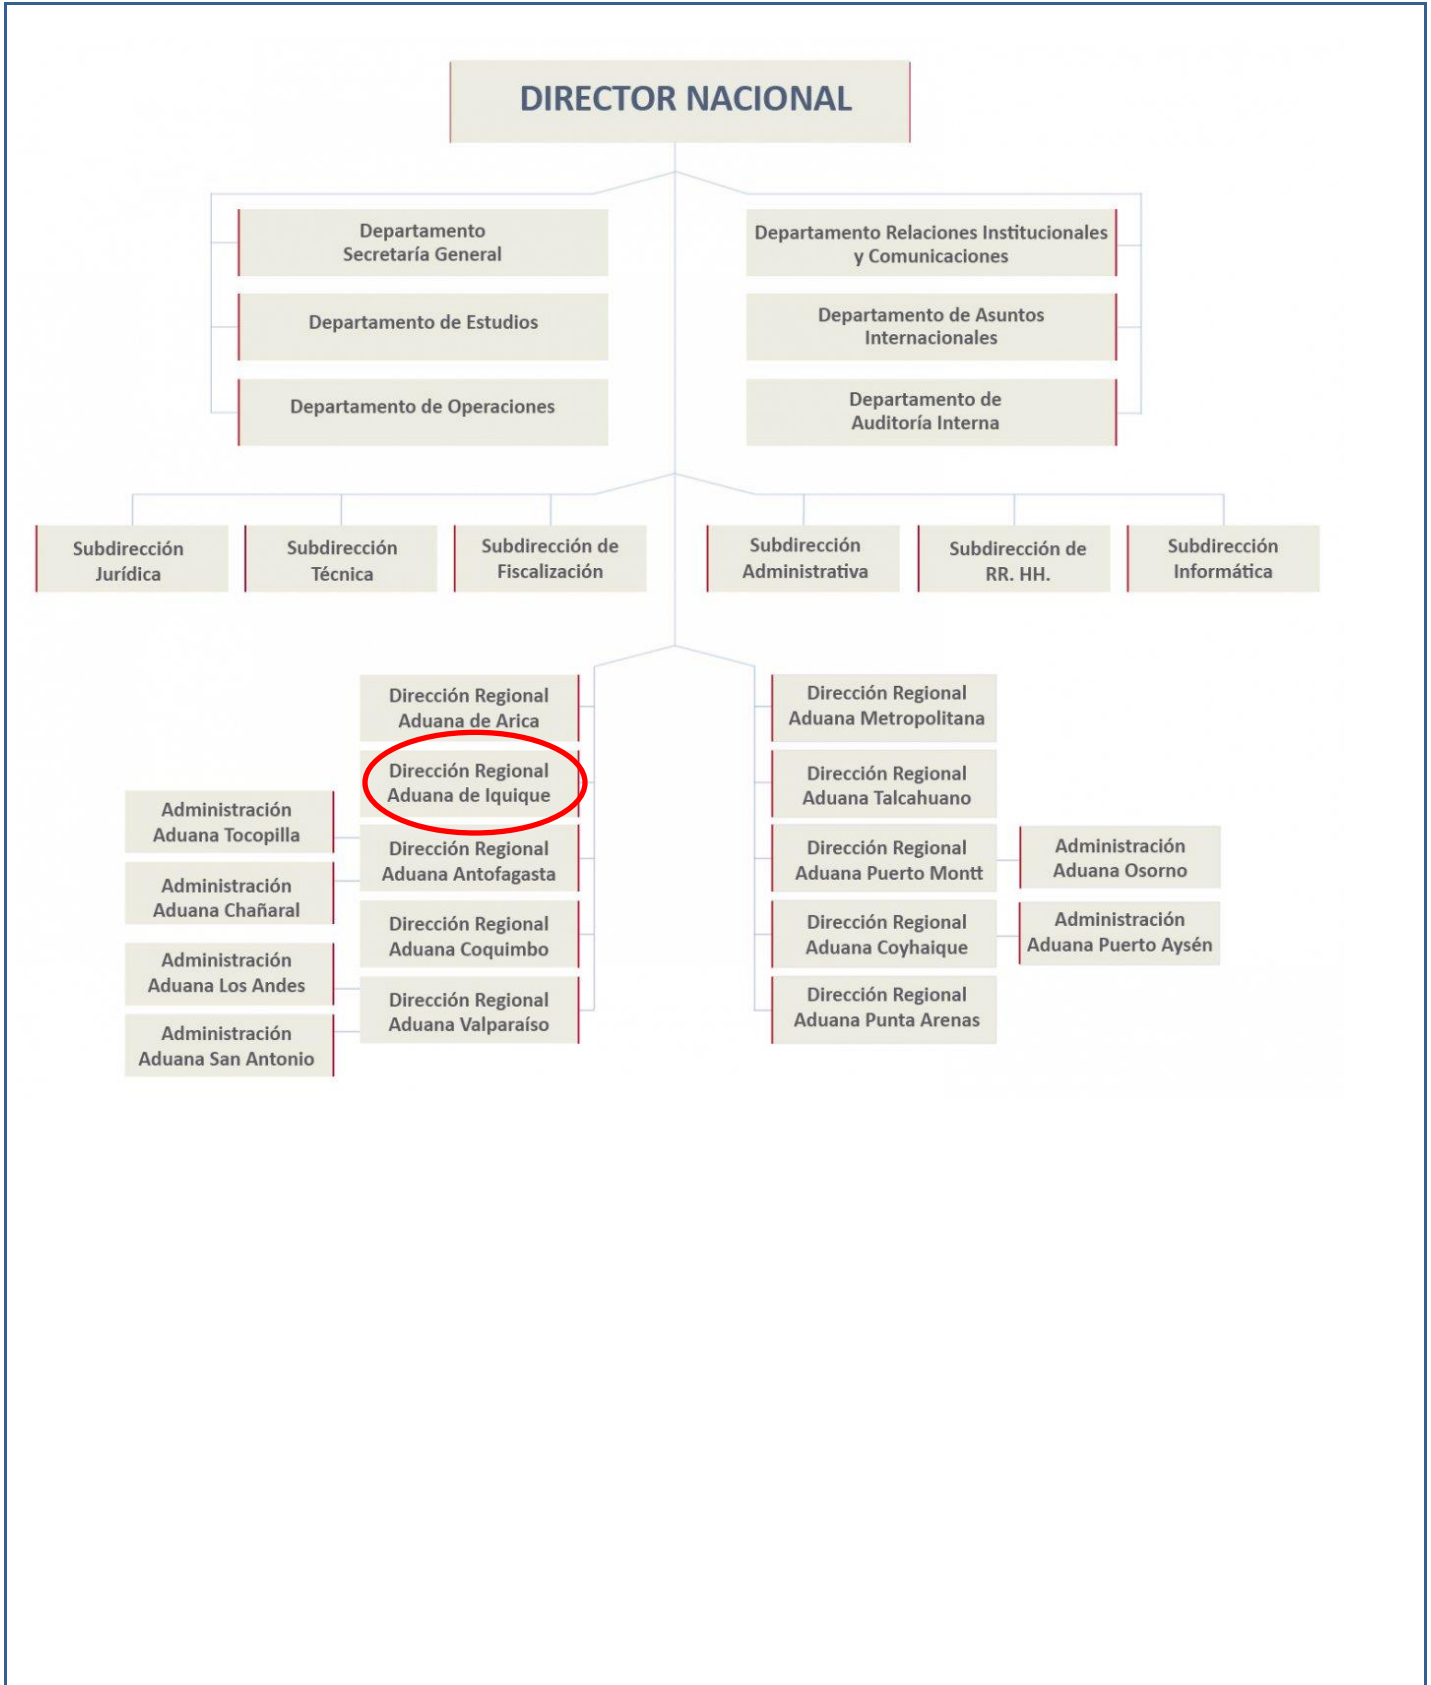 DIRECTOR NACIONAL
Departamento
Secretaría General
Departamento de Estudios
Departamento de Operaciones
Departamento Relaciones Institucionales
y Comunicaciones
Departamento de Asuntos
Internacionales
Departamento de
Auditoría Interna
Subdirección
Jurídica
Subdirección
Técnica
Subdirección de
Fiscalización
Subdirección
Administrativa
Subdirección de
RR. HH.
Subdirección
Informática
Dirección Regional
Aduana de Arica
Dirección Regional
Aduana de Iquique
Dirección Regional
Aduana Antofagasta
Dirección Regional
Aduana Coquimbo
Dirección Regional
Aduana Valparaíso
Administración
Aduana Tocopilla
Administración
Aduana Chañaral
Administración
Aduana Los Andes
Administración
Aduana San Antonio
Dirección Regional
Aduana Metropolitana
Dirección Regional
Aduana Talcahuano
Dirección Regional
Aduana Puerto Montt
Dirección Regional
Aduana Coyhaique
Dirección Regional
Aduana Punta Arenas
Administración
Aduana Osorno
Administración
Aduana Puerto Aysén